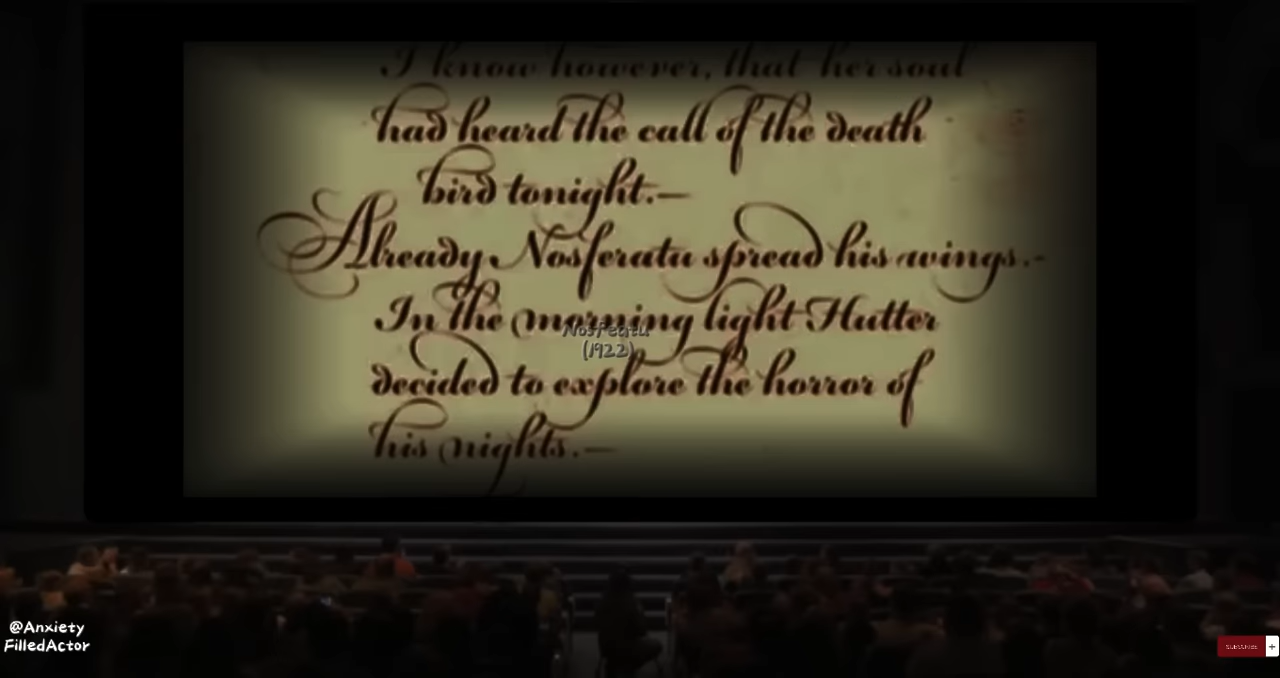 I know however, that her soul
had heard the call of the death
bird tonight.—
Already Nosferatu spread his wings.-
In the morning light Hutter
decided to explore the horror of
his nights.—
Nosferatu
(1922)
@Anxiety
FilledActor
SUBSCRIBE